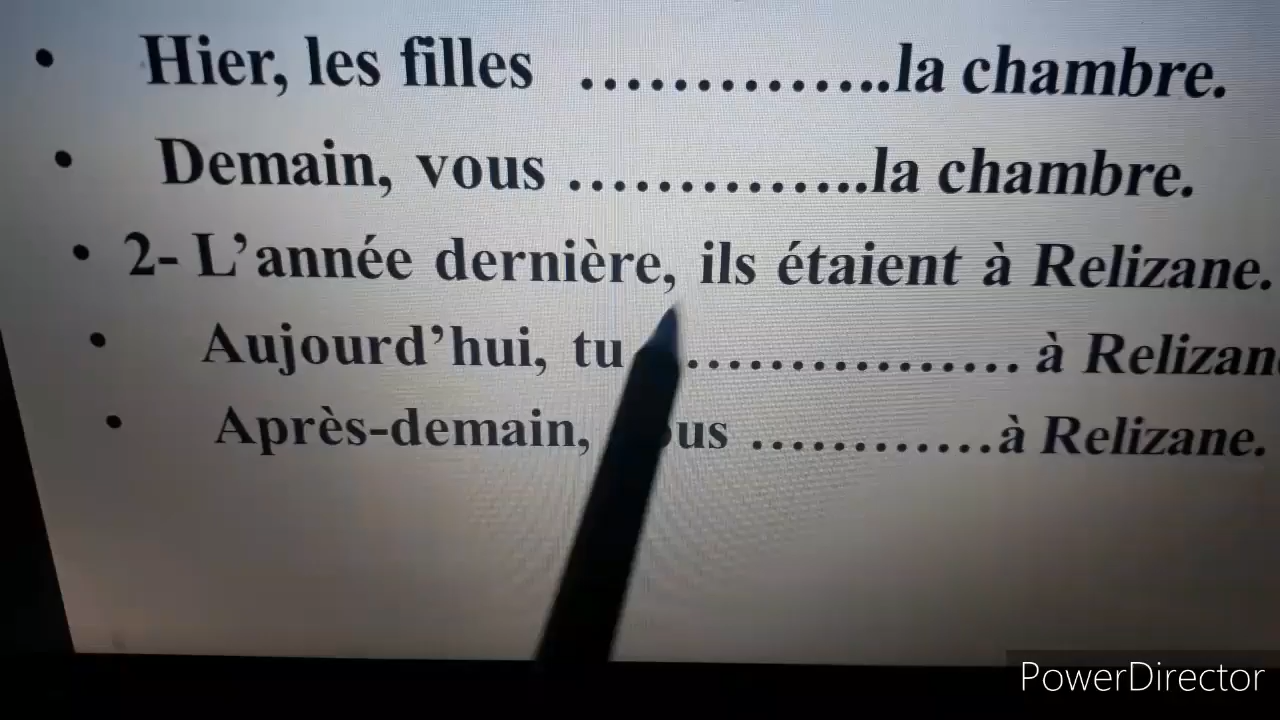 • Hier, les filles …………..la chambre.
• Demain, vous …………..la chambre.
• 2- L’année dernière, ils étaient à Relizane.
• Aujourd’hui, tu ……………. à Relizan
• Après-demain, …………à Relizane.
PowerDirector